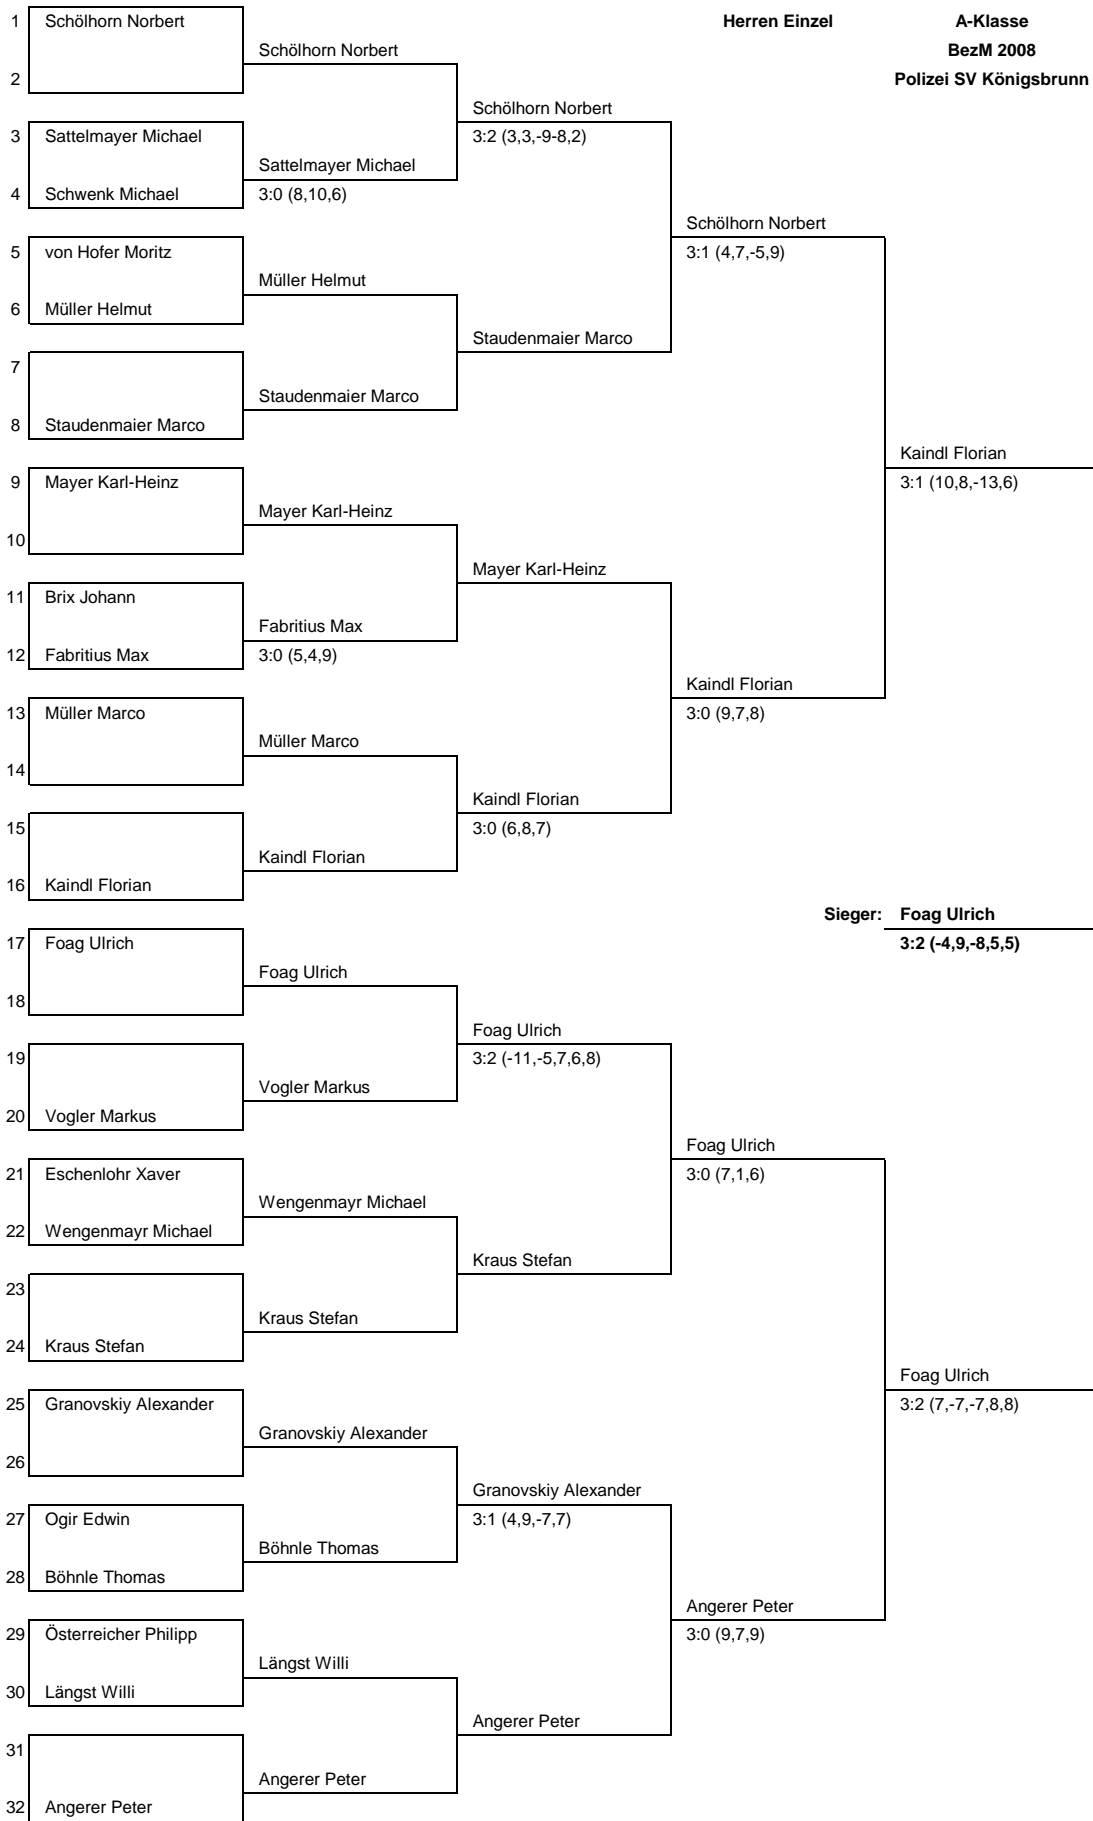 Herren Einzel A-Klasse
BezM 2008
Polizei SV Königsbrunn
1 Schölhorn Norbert
Schölhorn Norbert
2
Schölhorn Norbert
3 Sattelmayer Michael
3:2 (3,3,-9-8,2)
Sattelmayer Michael
4 Schwenk Michael
3:0 (8,10,6)
Schölhorn Norbert
5 von Hofer Moritz
3:1 (4,7,-5,9)
Müller Helmut
6 Müller Helmut
Staudenmaier Marco
7
Staudenmaier Marco
8 Staudenmaier Marco
Kaindl Florian
9 Mayer Karl-Heinz
3:1 (10,8,-13,6)
Mayer Karl-Heinz
10
Mayer Karl-Heinz
11 Brix Johann
Fabritius Max
12 Fabritius Max
3:0 (5,4,9)
Kaindl Florian
13 Müller Marco
3:0 (9,7,8)
Müller Marco
14
Kaindl Florian
15
3:0 (6,8,7)
Kaindl Florian
16 Kaindl Florian
Sieger: Foag Ulrich
17 Foag Ulrich
3:2 (-4,9,-8,5,5)
Foag Ulrich
18
Foag Ulrich
19
3:2 (-11,-5,7,6,8)
Vogler Markus
20 Vogler Markus
Foag Ulrich
21 Eschenlohr Xaver
3:0 (7,1,6)
Wengenmayr Michael
22 Wengenmayr Michael
Kraus Stefan
23
Kraus Stefan
24 Kraus Stefan
Foag Ulrich
25 Granovskiy Alexander
3:2 (7,-7,-7,8,8)
Granovskiy Alexander
26
Granovskiy Alexander
27 Ogir Edwin
3:1 (4,9,-7,7)
Böhnle Thomas
28 Böhnle Thomas
Angerer Peter
29 Österreicher Philipp
3:0 (9,7,9)
Längst Willi
30 Längst Willi
Angerer Peter
31
Angerer Peter
32 Angerer Peter